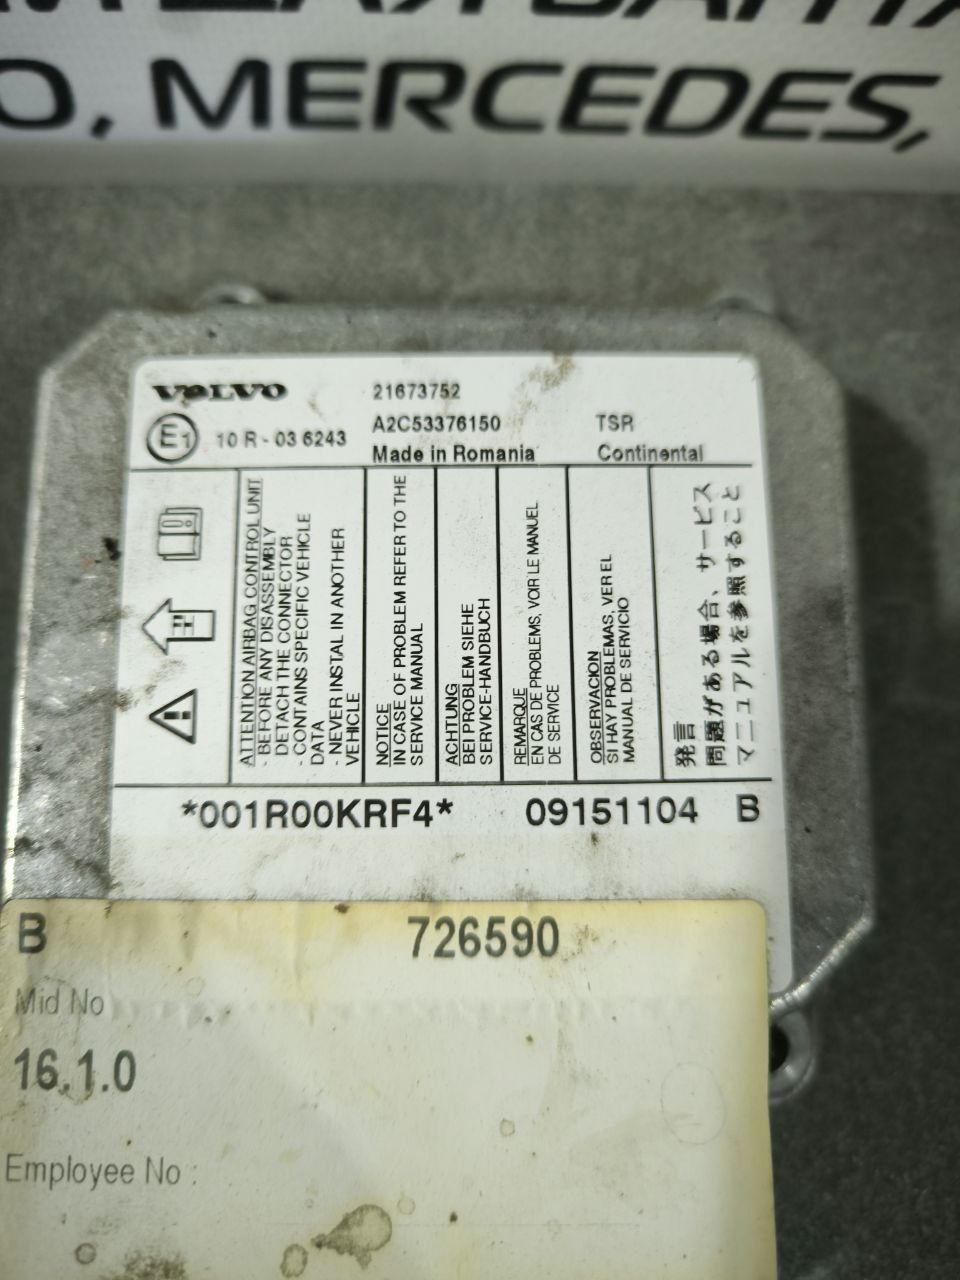 O, MERCEDES,
VOLVO
21673752
E1
10 R - 03 6243
A2C53376150
TSR
Made in Romania
Continental
ATTENTION AIRBAG CONTROL UNIT
- BEFORE ANY DISASSEMBLY
DETACH THE CONNECTOR
- CONTAINS SPECIFIC VEHICLE
DATA
- NEVER INSTAL IN ANOTHER
VEHICLE
NOTICE
IN CASE OF PROBLEM REFER TO THE
SERVICE MANUAL
ACHTUNG
BEI PROBLEM SIEHE
SERVICE-HANDBUCH
REMARQUE
EN CAS DE PROBLEMS, VOIR LE MANUEL
DE SERVICE
OBSERVACION
SI HAY PROBLEMAS, VER EL
MANUAL DE SERVICIO
発言
問題がある場合、サービス
マニュアルを参照すること
*001R00KRF4* 09151104 B
B 726590
Mid No
16.1.0
Employee No :